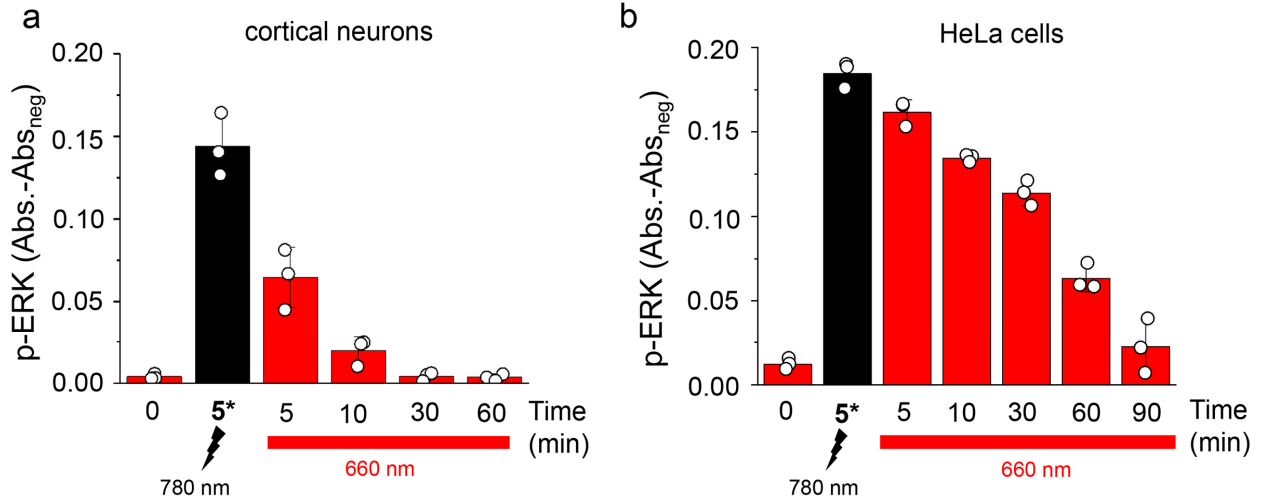 a
cortical neurons
p-ERK (Abs.-Absneg)
0.20
0.15
0.10
0.05
0.00
0 5* 5 10 30 60 Time
(min)
660 nm
780 nm
b
HeLa cells
p-ERK (Abs.-Absneg)
0.20
0.15
0.10
0.05
0.00
0 5* 5 10 30 60 90 Time
(min)
660 nm
780 nm